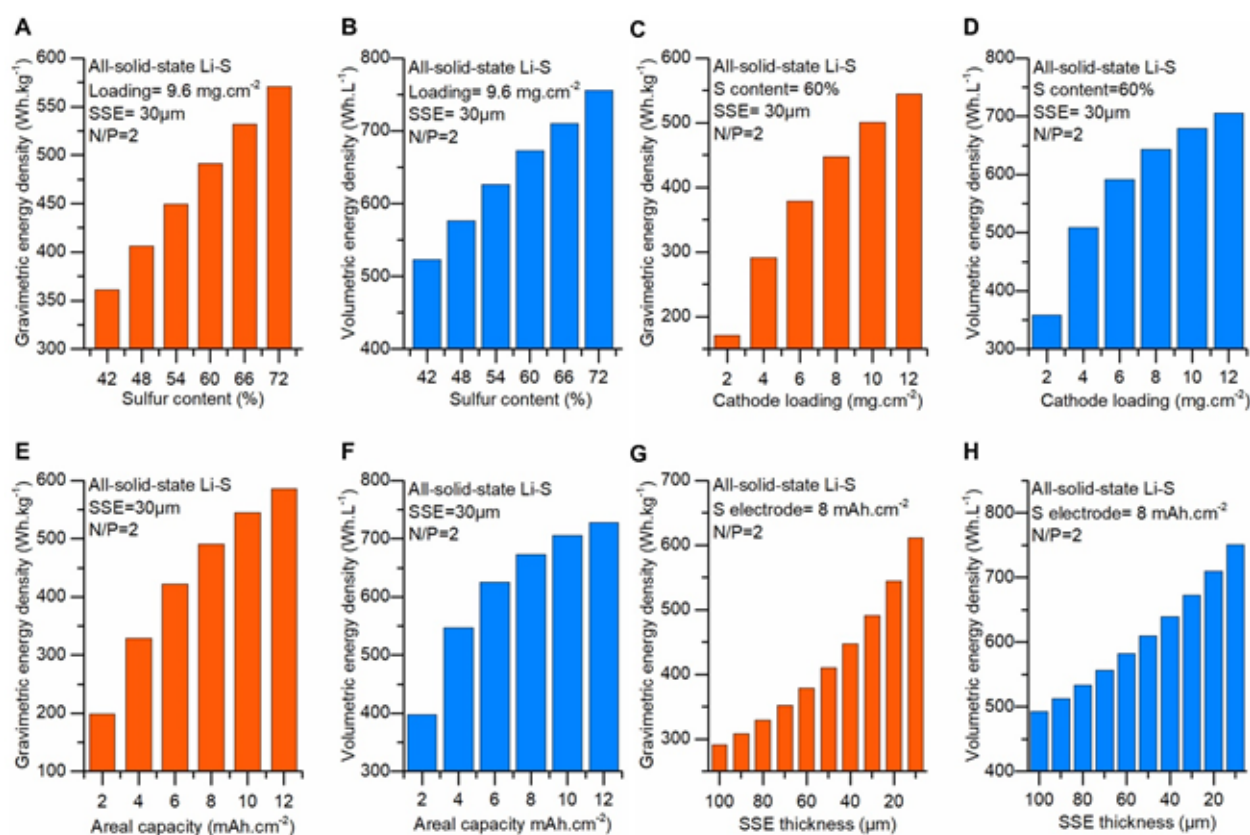 A
Gravimetric energy density (Wh.kg⁻¹)
600
550
500
450
400
350
300
All-solid-state Li-S
Loading= 9.6 mg.cm⁻²
SSE= 30μm
N/P=2
42 48 54 60 66 72
Sulfur content (%)
B
Volumetric energy density (Wh.L⁻¹)
800
700
600
500
400
All-solid-state Li-S
Loading= 9.6 mg.cm⁻²
SSE= 30μm
N/P=2
42 48 54 60 66 72
Sulfur content (%)
C
Gravimetric energy density (Wh.kg⁻¹)
600
500
400
300
200
All-solid-state Li-S
S content= 60%
SSE= 30μm
N/P=2
2 4 6 8 10 12
Cathode loading (mg.cm⁻²)
D
Volumetric energy density (Wh.L⁻¹)
800
700
600
500
400
300
All-solid-state Li-S
S content=60%
SSE= 30μm
N/P=2
2 4 6 8 10 12
Cathode loading (mg.cm⁻²)
E
Gravimetric energy density (Wh.kg⁻¹)
600
500
400
300
200
100
All-solid-state Li-S
SSE=30μm
N/P=2
2 4 6 8 10 12
Areal capacity (mAh.cm⁻²)
F
Volumetric energy density (Wh.L⁻¹)
800
700
600
500
400
300
All-solid-state Li-S
SSE=30μm
N/P=2
2 4 6 8 10 12
Areal capacity mAh.cm⁻²)
G
Gravimetric energy density (Wh.kg⁻¹)
700
600
500
400
300
All-solid-state Li-S
S electrode= 8 mAh.cm⁻²
N/P=2
100 80 60 40 20
SSE thickness (μm)
H
Volumetric energy density (Wh.L⁻¹)
800
700
600
500
400
All-solid-state Li-S
S electrode= 8 mAh.cm⁻²
N/P=2
100 80 60 40 20
SSE thickness (μm)